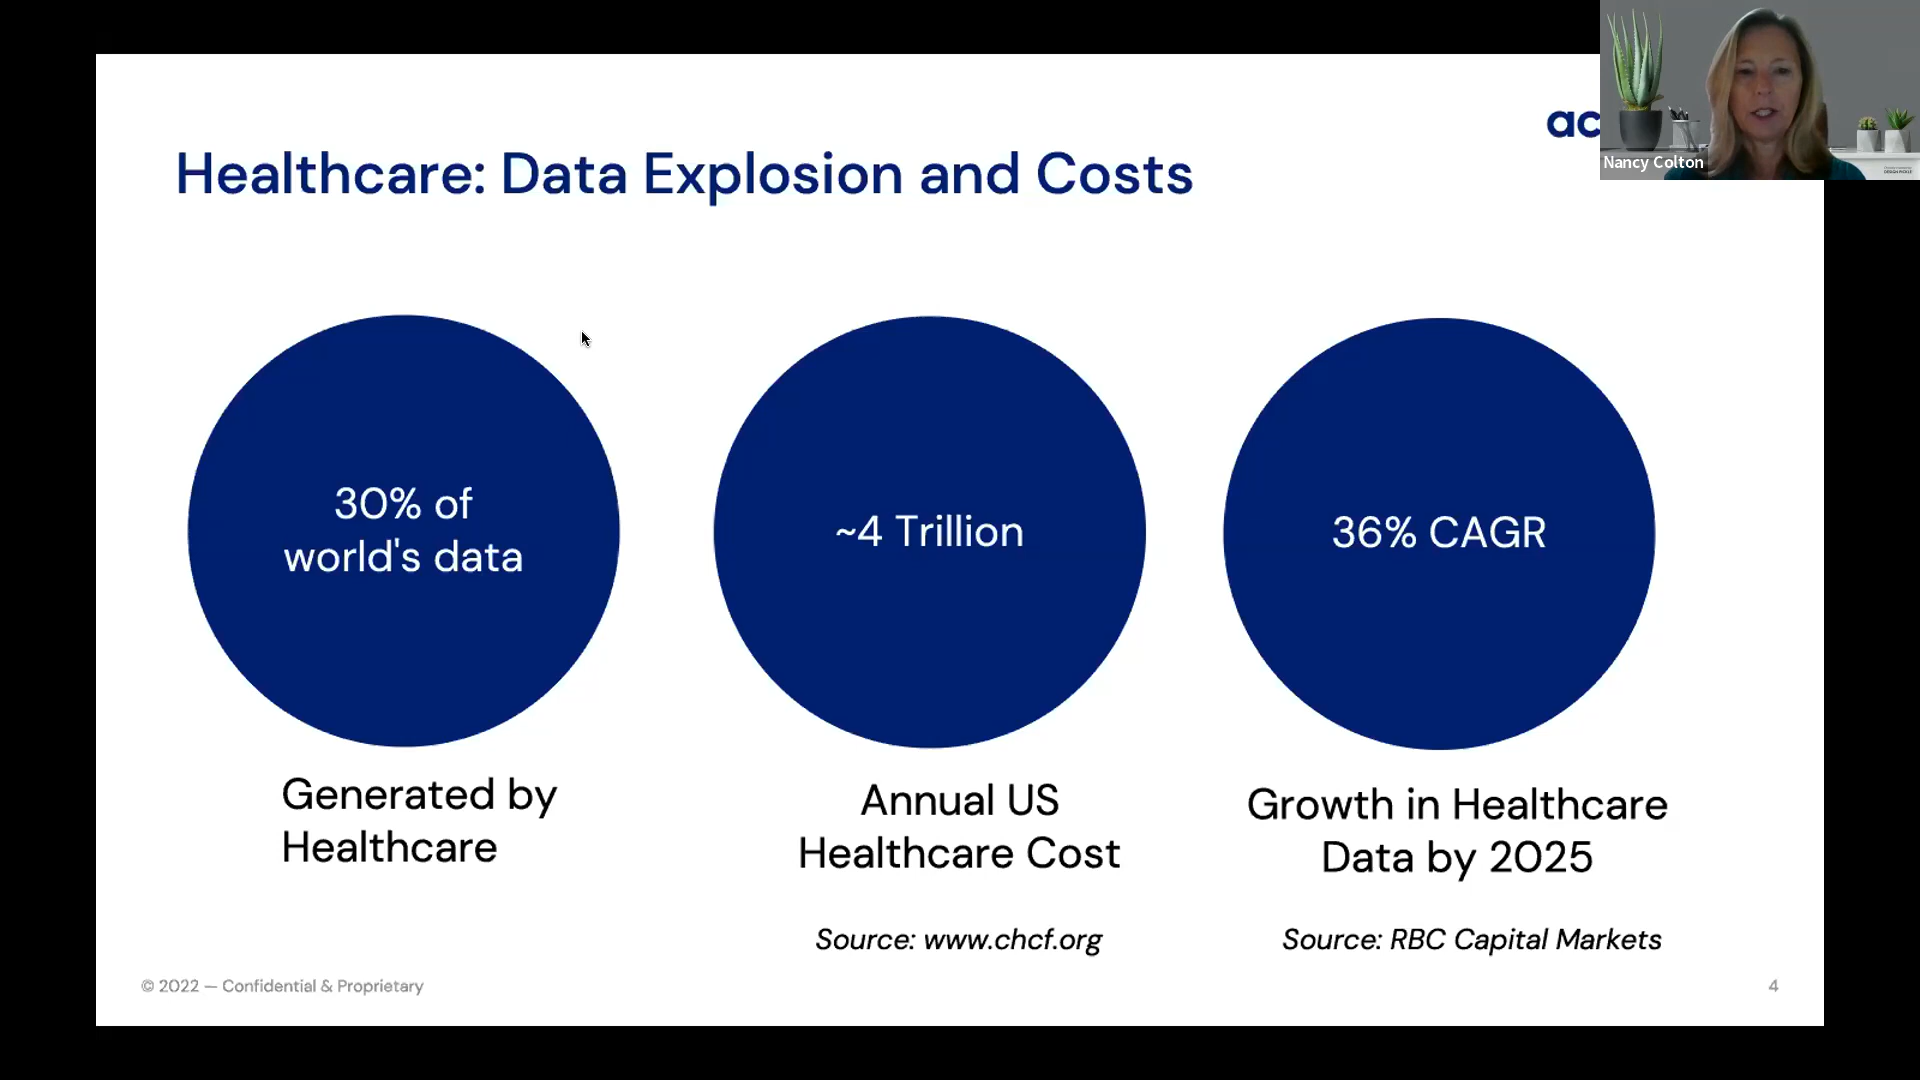 ac
Nancy Colton
Healthcare: Data Explosion and Costs
30% of
world's data
~4 Trillion
36% CAGR
Generated by
Healthcare
Annual US
Healthcare Cost
Growth in Healthcare
Data by 2025
Source: www.chcf.org
Source: RBC Capital Markets
© 2022 — Confidential & Proprietary
4